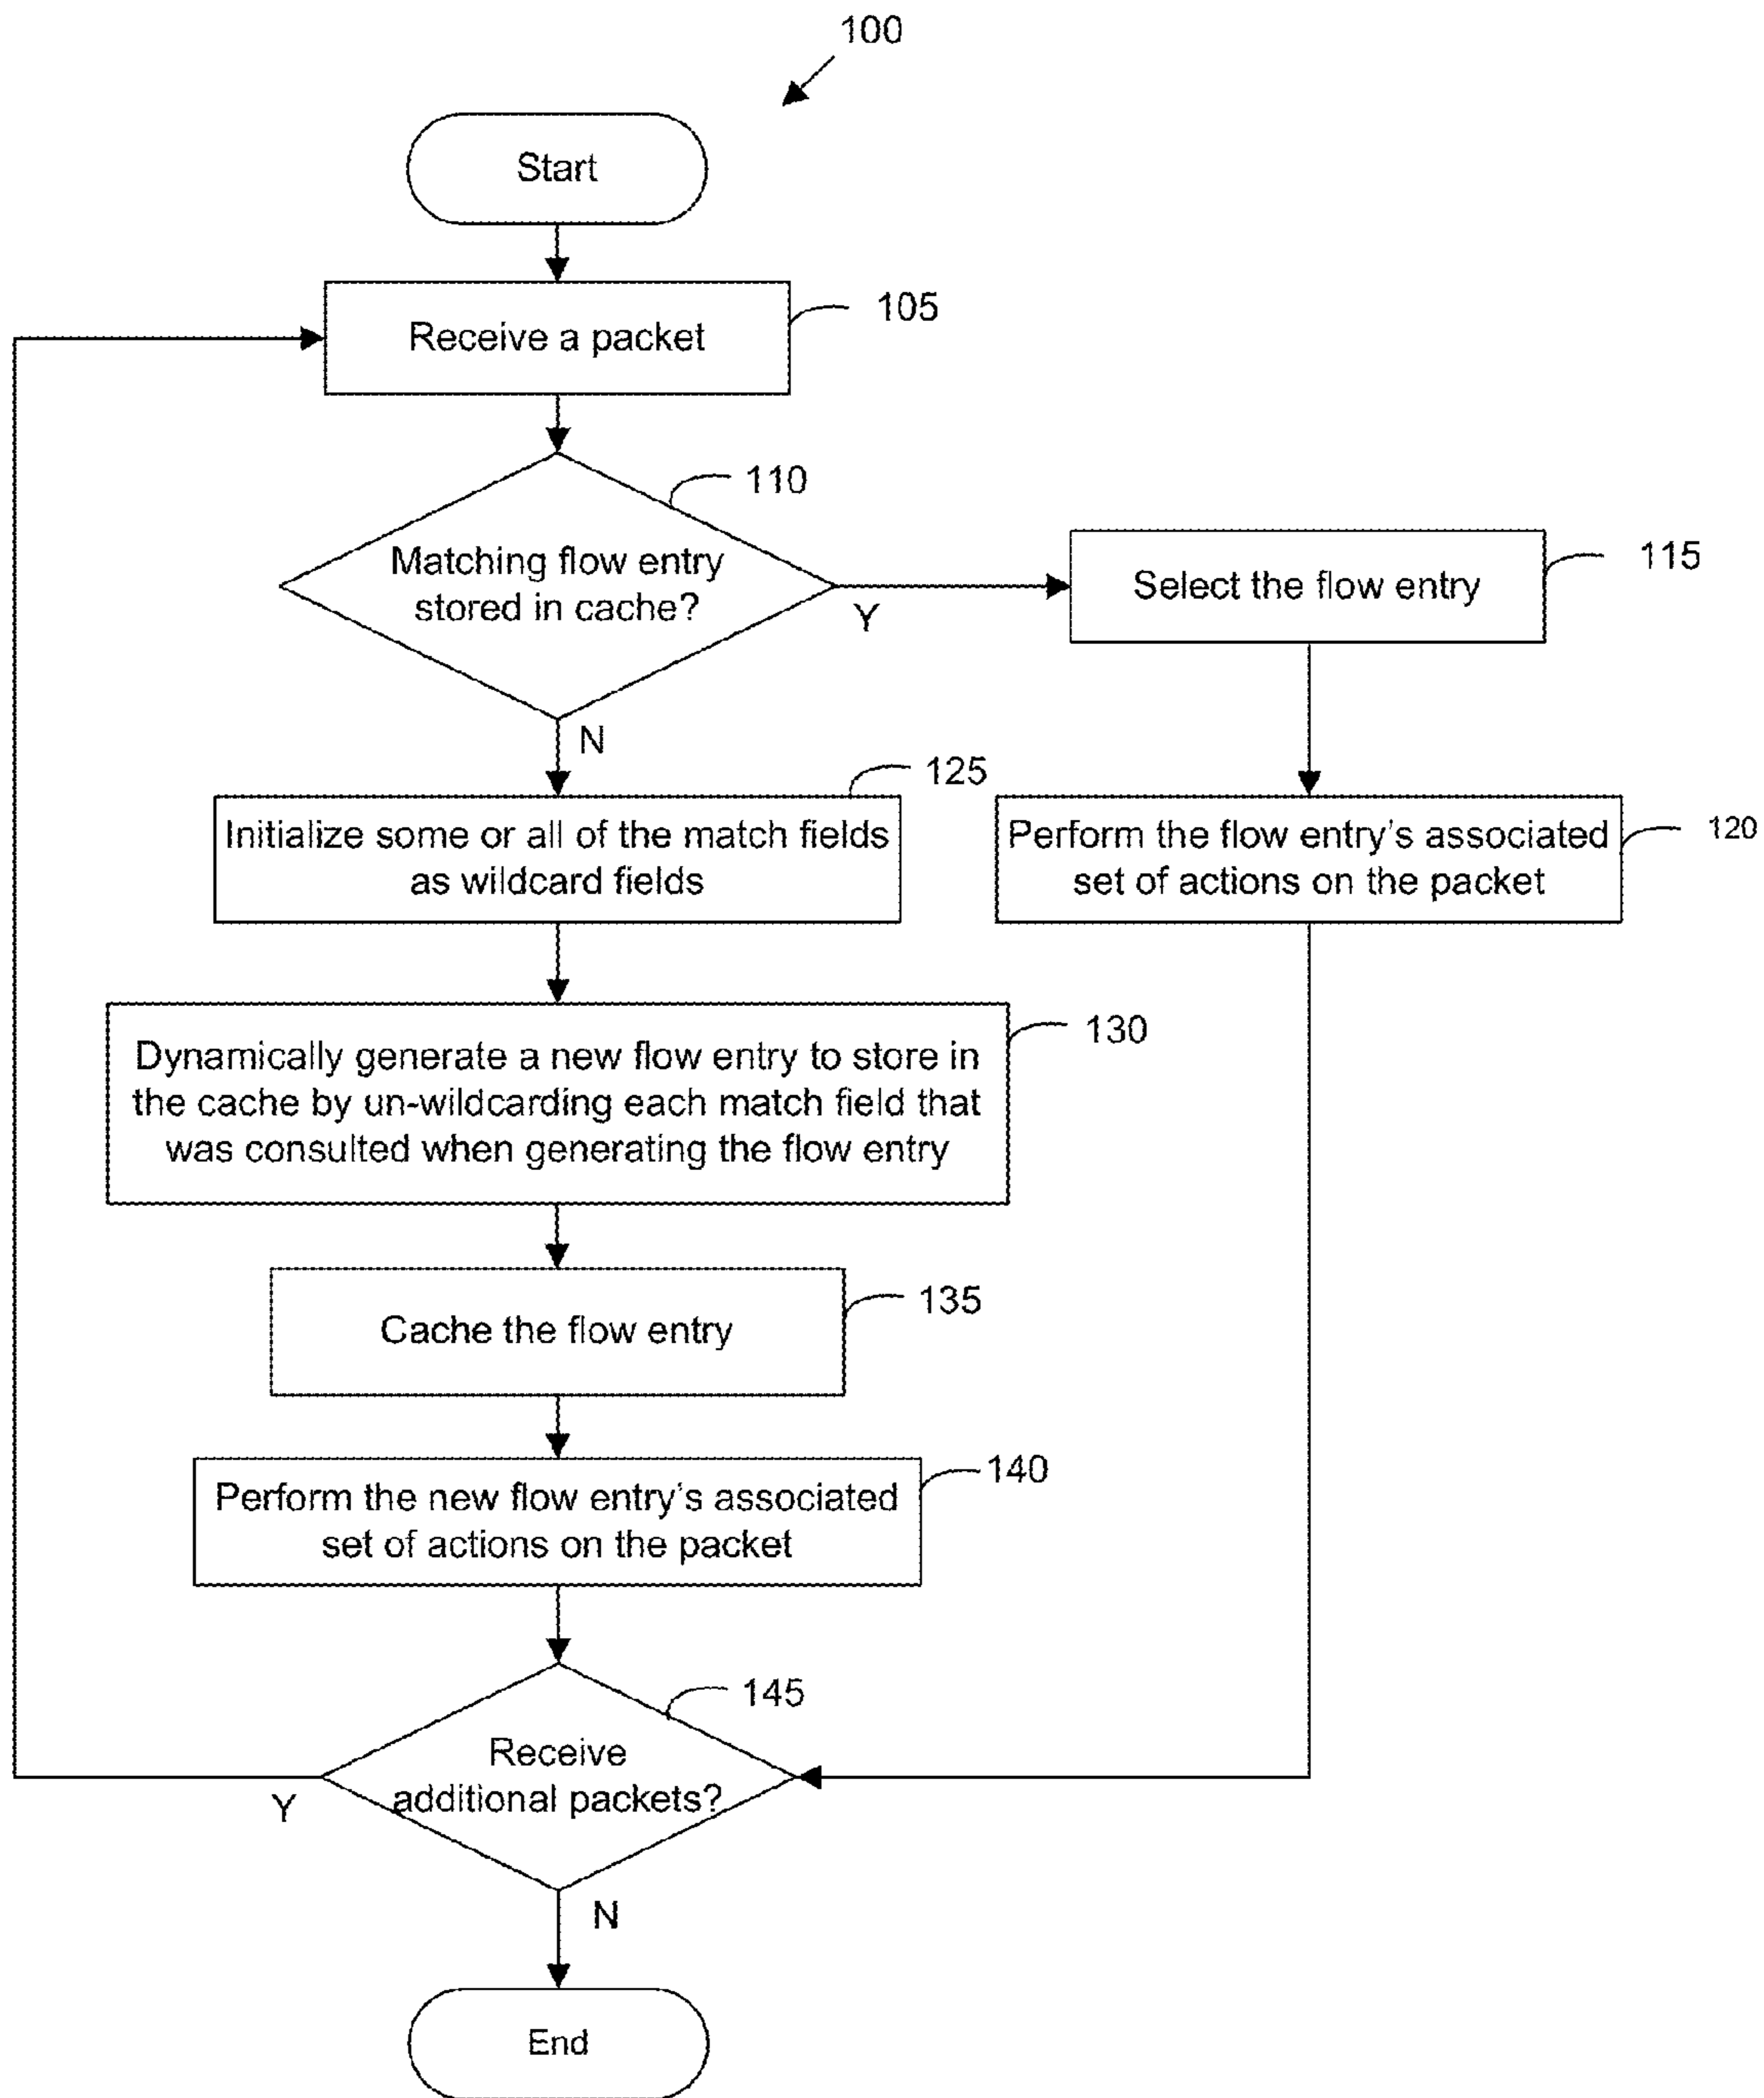 100
Start
105
Receive a packet
110
Matching flow entry
stored in cache?
Y
N
115
Select the flow entry
125
Initialize some or all of the match fields
as wildcard fields
120
Perform the flow entry's associated
set of actions on the packet
130
Dynamically generate a new flow entry to store in
the cache by un-wildcarding each match field that
was consulted when generating the flow entry
135
Cache the flow entry
140
Perform the new flow entry's associated
set of actions on the packet
145
Receive
additional packets?
Y
N
End